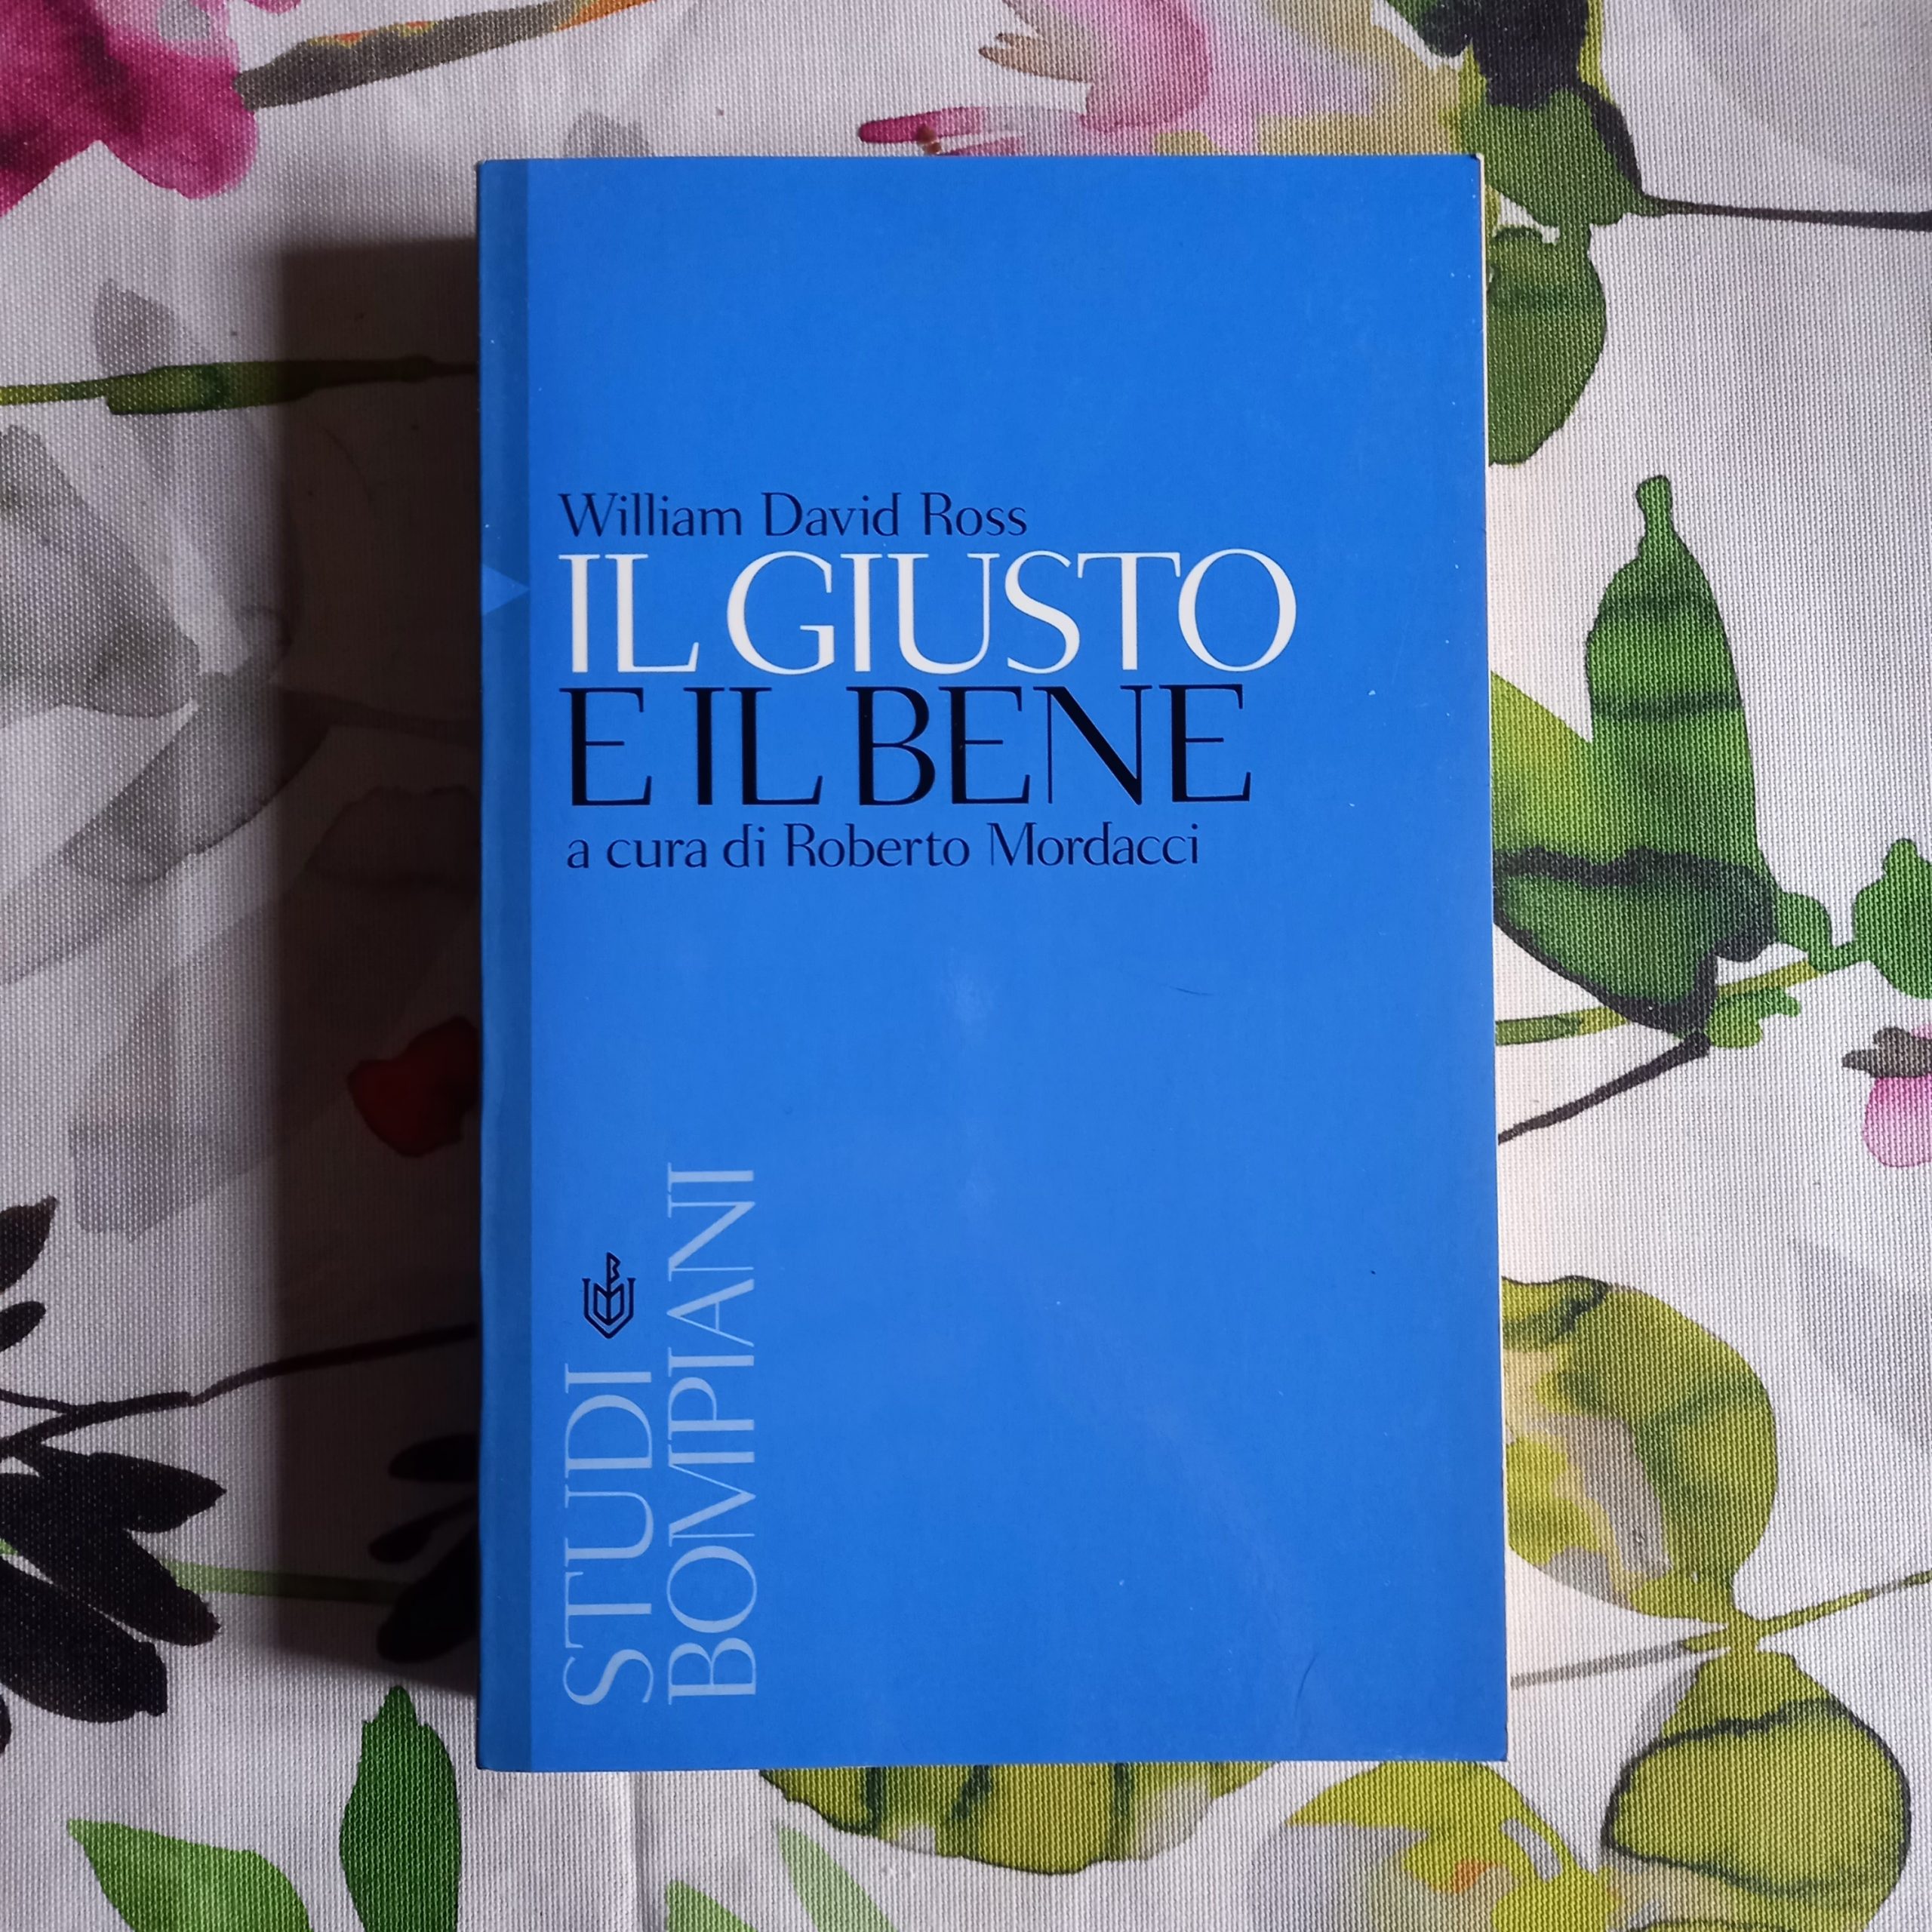 William David Ross
IL GIUSTO
E IL BENE
a cura di Roberto Mordacci
STUDI
BOMPIANI